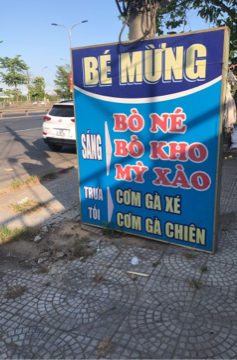 BÉ MỪNG
SÁNG
BÒ NÉ
BÒ KHO
MỲ XÀO
TRƯA
TỐI
CƠM GÀ XÉ
CƠM GÀ CHIÊN